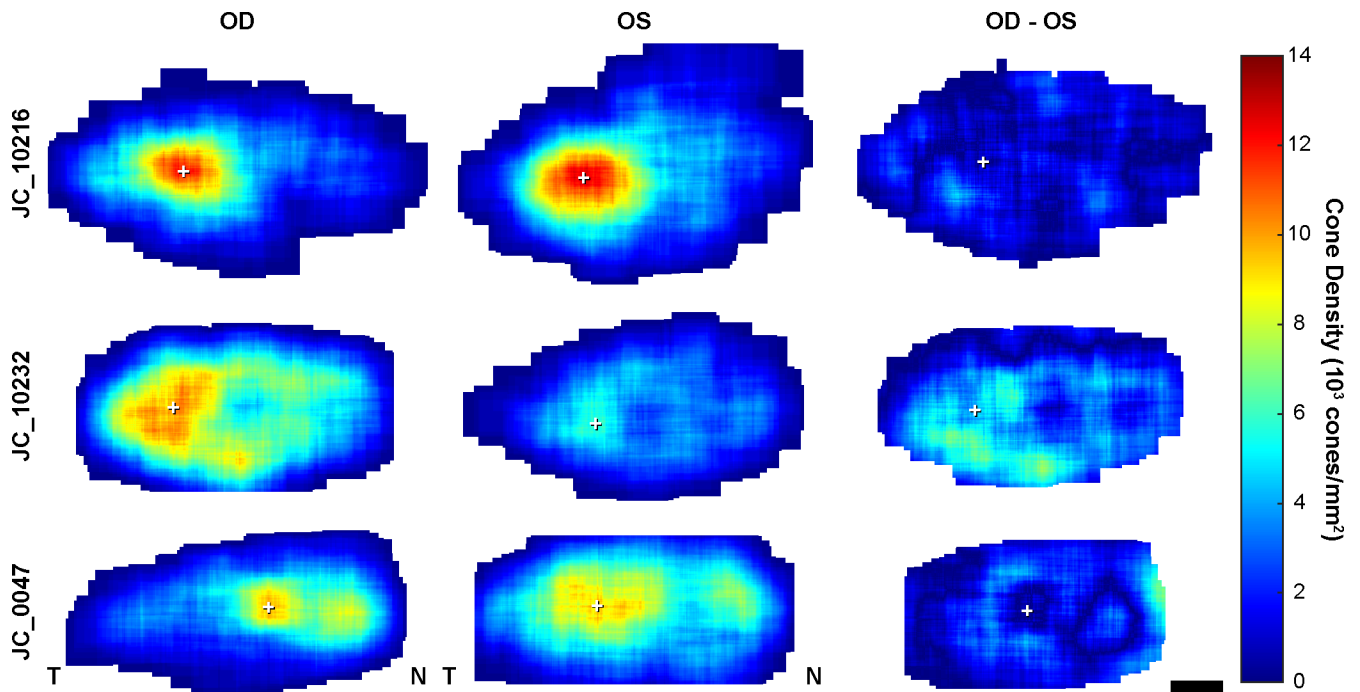 OD
OS
OD - OS
JC_10216
JC_10232
JC_0047
T
N
T
N
14
12
10
8
6
4
2
0
Cone Density (10³ cones/mm²)